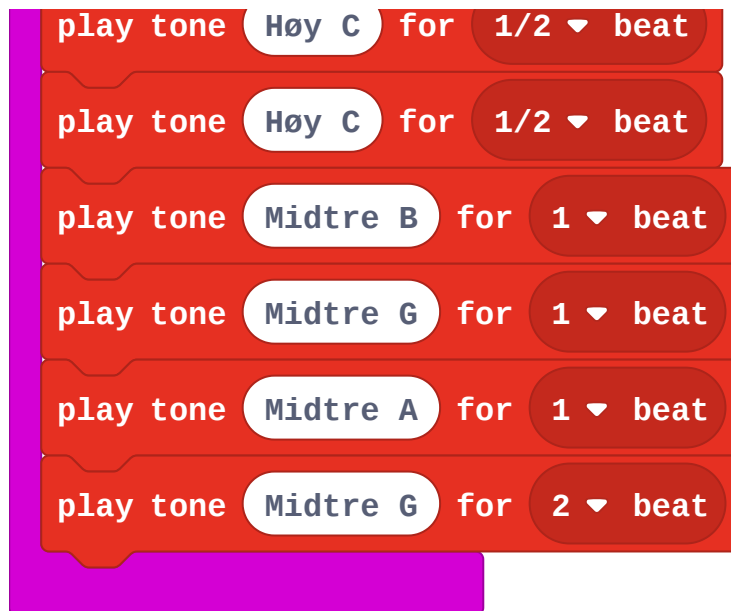 play tone Høy C for 1/2 beat
play tone Høy C for 1/2 beat
play tone Midtre B for 1 beat
play tone Midtre G for 1 beat
play tone Midtre A for 1 beat
play tone Midtre G for 2 beat